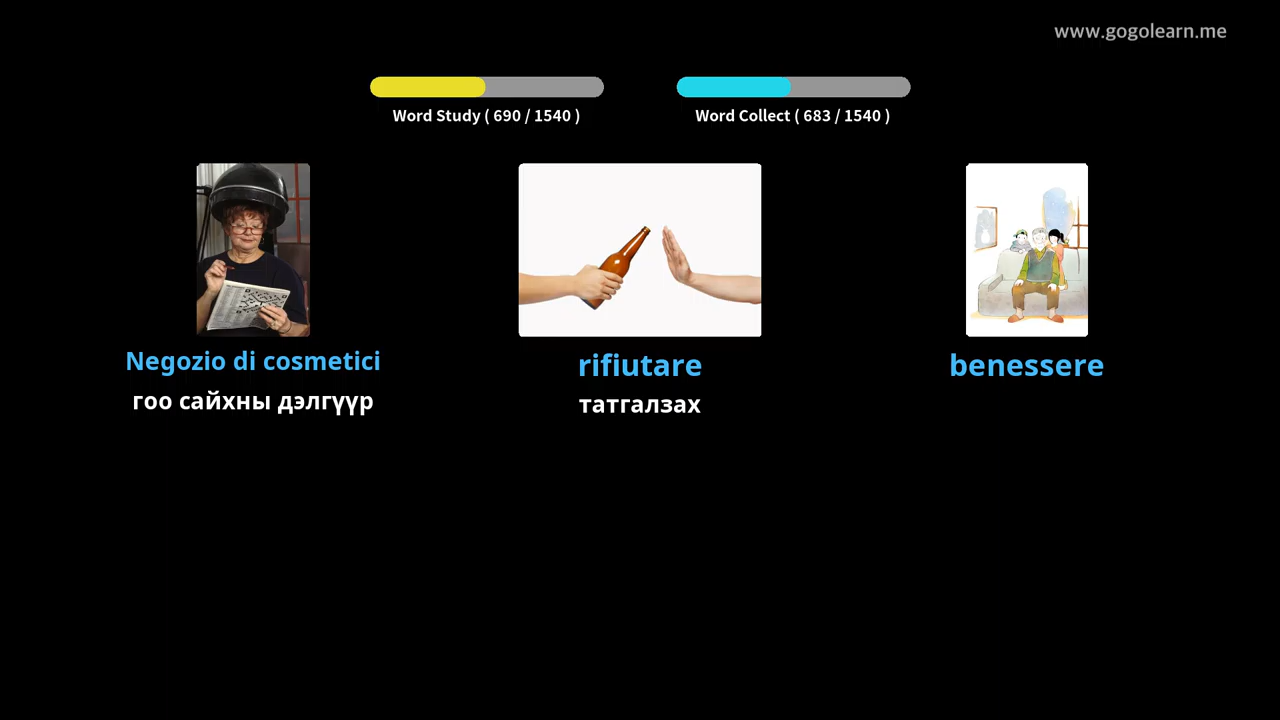 www.gogolearn.me
Word Study ( 690 / 1540 )
Word Collect ( 683 / 1540 )
Negozio di cosmetici
гоо сайхны дэлгүүр
rifiutare
татгалзах
benessere